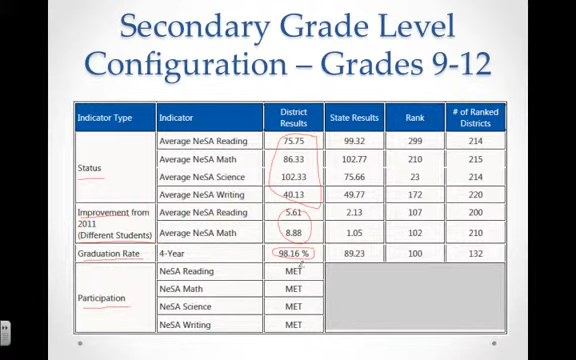 Secondary Grade Level
Configuration – Grades 9-12
Indicator Type Indicator District Results State Results Rank # of Ranked Districts
Status Average NeSA Reading 75.75 99.32 299 214
Average NeSA Math 86.33 102.77 210 215
Average NeSA Science 102.33 75.66 23 214
Average NeSA Writing 40.13 49.77 172 220
Improvement from 2011 (Different Students) Average NeSA Reading 5.61 2.13 107 200
Average NeSA Math 8.88 1.05 102 210
Graduation Rate 4-Year 98.16 % 89.23 100 132
Participation NeSA Reading MET
NeSA Math MET
NeSA Science MET
NeSA Writing MET